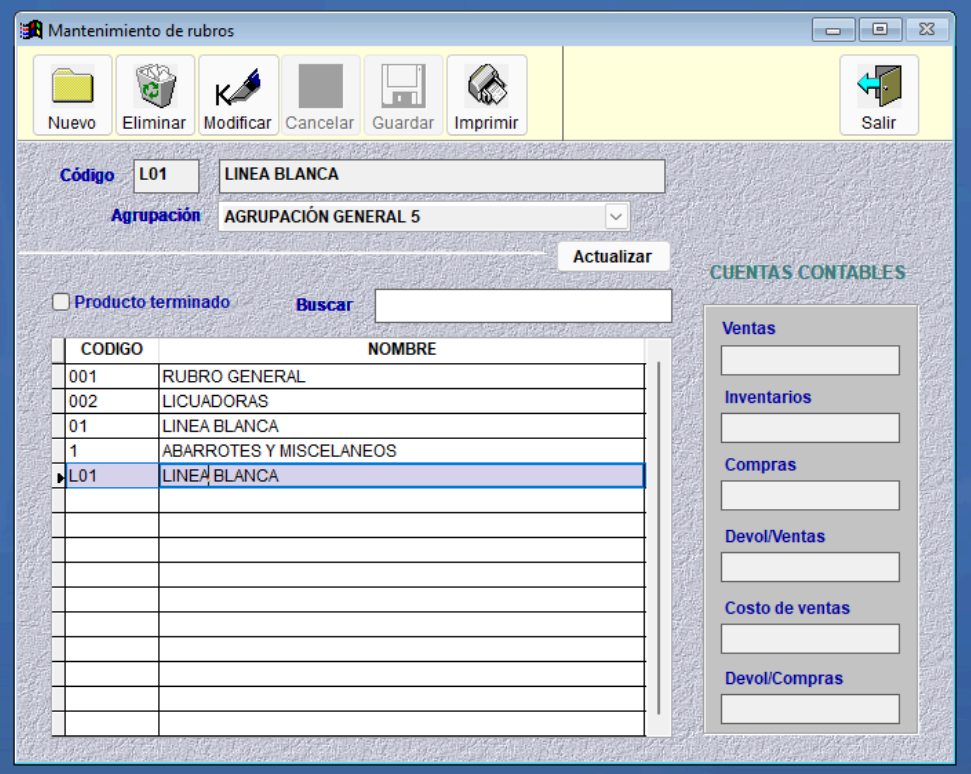 Mantenimiento de rubros
Nuevo Eliminar Modificar Cancelar Guardar Imprimir Salir
Código L01 LINEA BLANCA
Agrupación AGRUPACIÓN GENERAL 5
Actualizar
CUENTAS CONTABLES
Producto terminado Buscar
Ventas
CODIGO NOMBRE
001 RUBRO GENERAL
002 LICUADORAS
01 LINEA BLANCA
1 ABARROTES Y MISCELANEOS
L01 LINEA BLANCA
Inventarios
Compras
Devol/Ventas
Costo de ventas
Devol/Compras